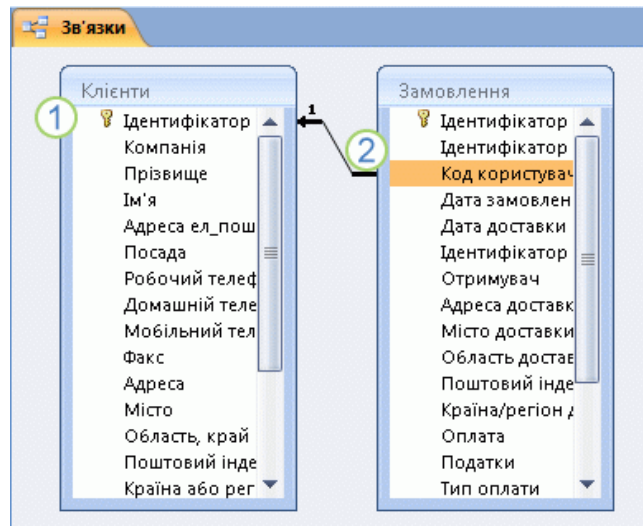 Зв'язки
Клієнти
1
Ідентифікатор
Компанія
Прізвище
Ім'я
Адреса ел_пош
Посада
Робочий телеф
Домашній теле
Мобільний тел
Факс
Адреса
Місто
Область, край
Поштовий інде
Країна або рег
1
2
Замовлення
Ідентифікатор
Ідентифікатор
Код користувач
Дата замовлен
Дата доставки
Ідентифікатор
Отримувач
Адреса доставк
Місто доставки
Область достав
Поштовий інде
Країна/регіон д
Оплата
Податки
Тип оплати